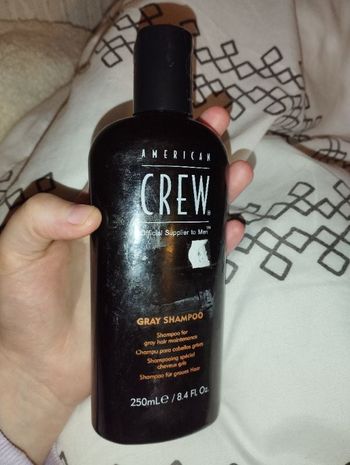 AMERICAN
CREW®
Official Supplier to Men™
GRAY SHAMPOO
Shampoo for
gray hair maintenance
Champú para cabellos grises
Shampooing spécial
cheveux gris
Shampoo für graues Haar
250mL℮ / 8.4 Fl. Oz.